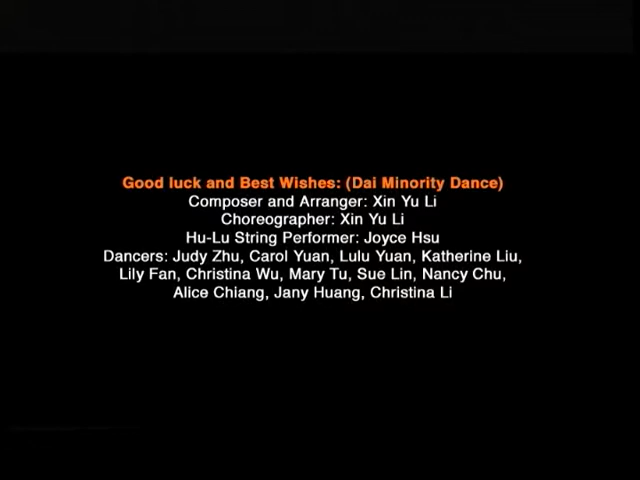 Good luck and Best Wishes: (Dai Minority Dance)
Composer and Arranger: Xin Yu Li
Choreographer: Xin Yu Li
Hu-Lu String Performer: Joyce Hsu
Dancers: Judy Zhu, Carol Yuan, Lulu Yuan, Katherine Liu,
Lily Fan, Christina Wu, Mary Tu, Sue Lin, Nancy Chu,
Alice Chiang, Jany Huang, Christina Li